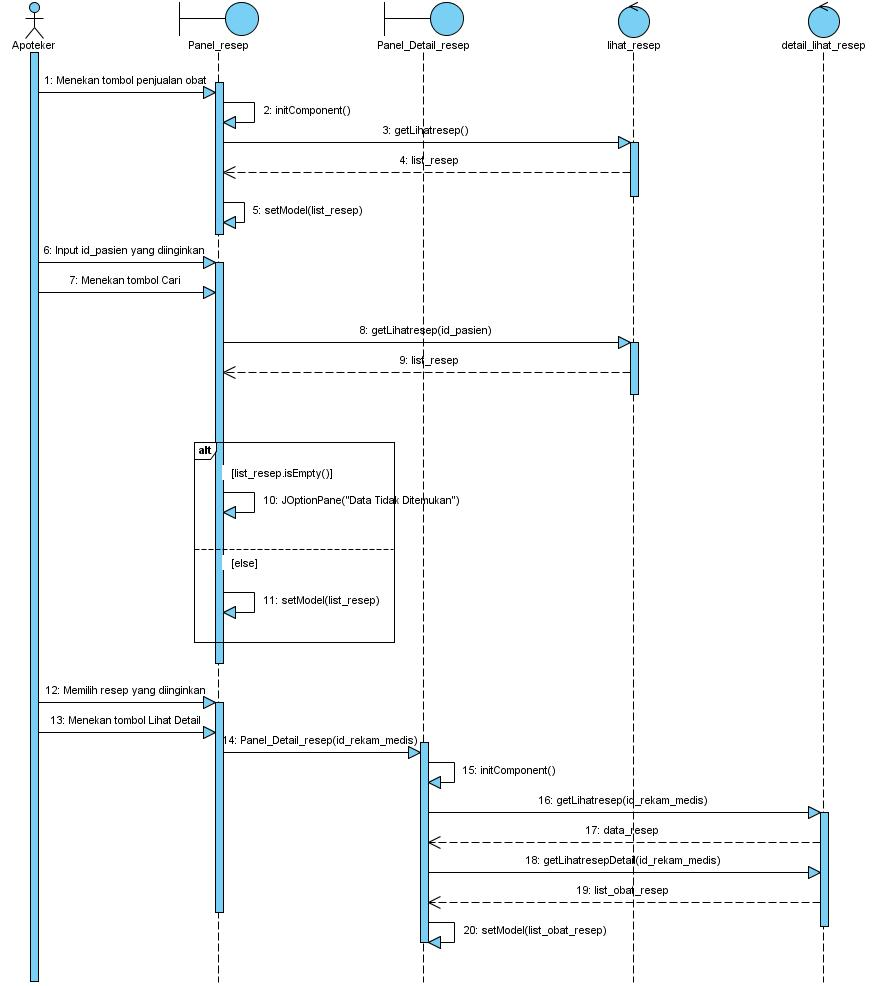 Apoteker
Panel_resep
Panel_Detail_resep
lihat_resep
detail_lihat_resep
1: Menekan tombol penjualan obat
2: initComponent()
3: getLihatresep()
4: list_resep
5: setModel(list_resep)
6: Input id_pasien yang diinginkan
7: Menekan tombol Cari
8: getLihatresep(id_pasien)
9: list_resep
alt
[list_resep.isEmpty()]
10: JOptionPane("Data Tidak Ditemukan")
[else]
11: setModel(list_resep)
12: Memilih resep yang diinginkan
13: Menekan tombol Lihat Detail
14: Panel_Detail_resep(id_rekam_medis)
15: initComponent()
16: getLihatresep(id_rekam_medis)
17: data_resep
18: getLihatresepDetail(id_rekam_medis)
19: list_obat_resep
20: setModel(list_obat_resep)